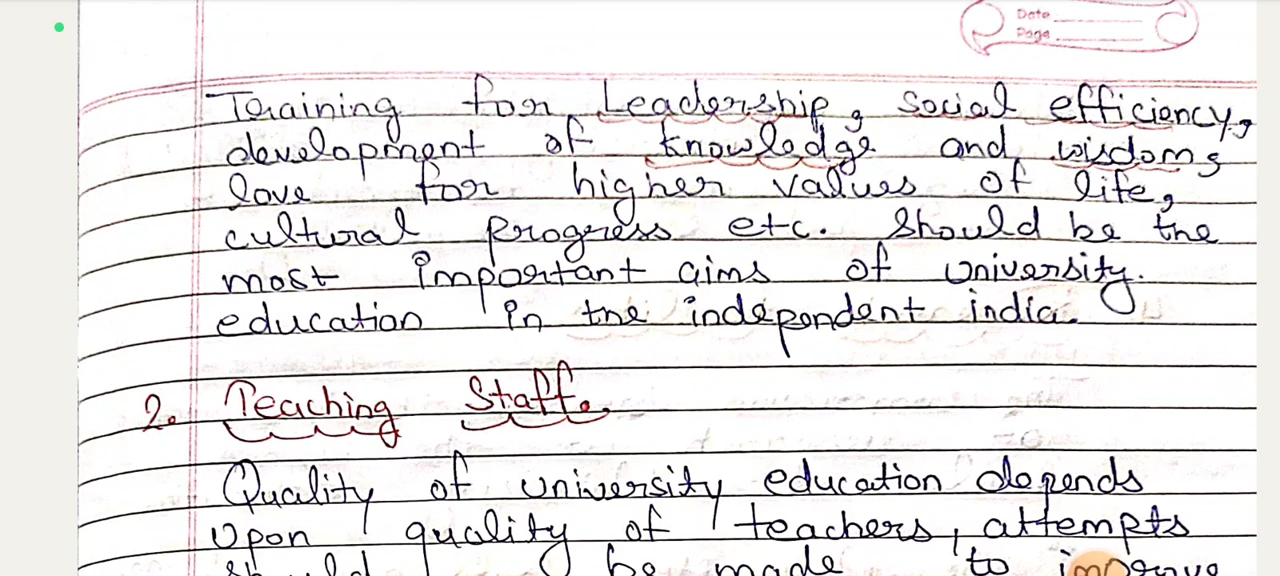 Date
Page
Training for Leadership, social efficiency,
development of knowledge and wisdom,
love for higher values of life,
cultural progress etc. should be the
most important aims of university.
education in the independent india.
2. Teaching Staff.
Quality of university education depends
upon quality of teachers, attempts
should be made to improve